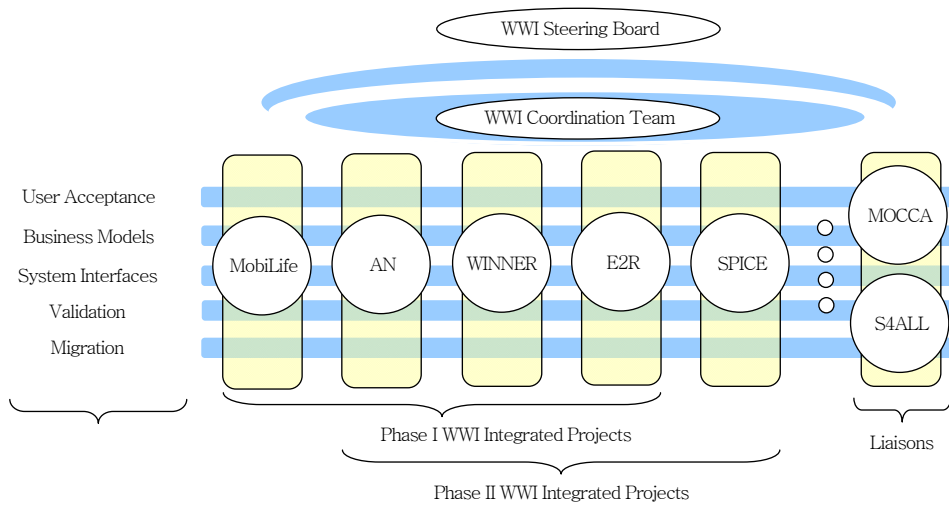 WWI Steering Board
WWI Coordination Team
User Acceptance
Business Models
System Interfaces
Validation
Migration
MobiLife
AN
WINNER
E2R
SPICE
MOCCA
S4ALL
Phase I WWI Integrated Projects
Liaisons
Phase II WWI Integrated Projects